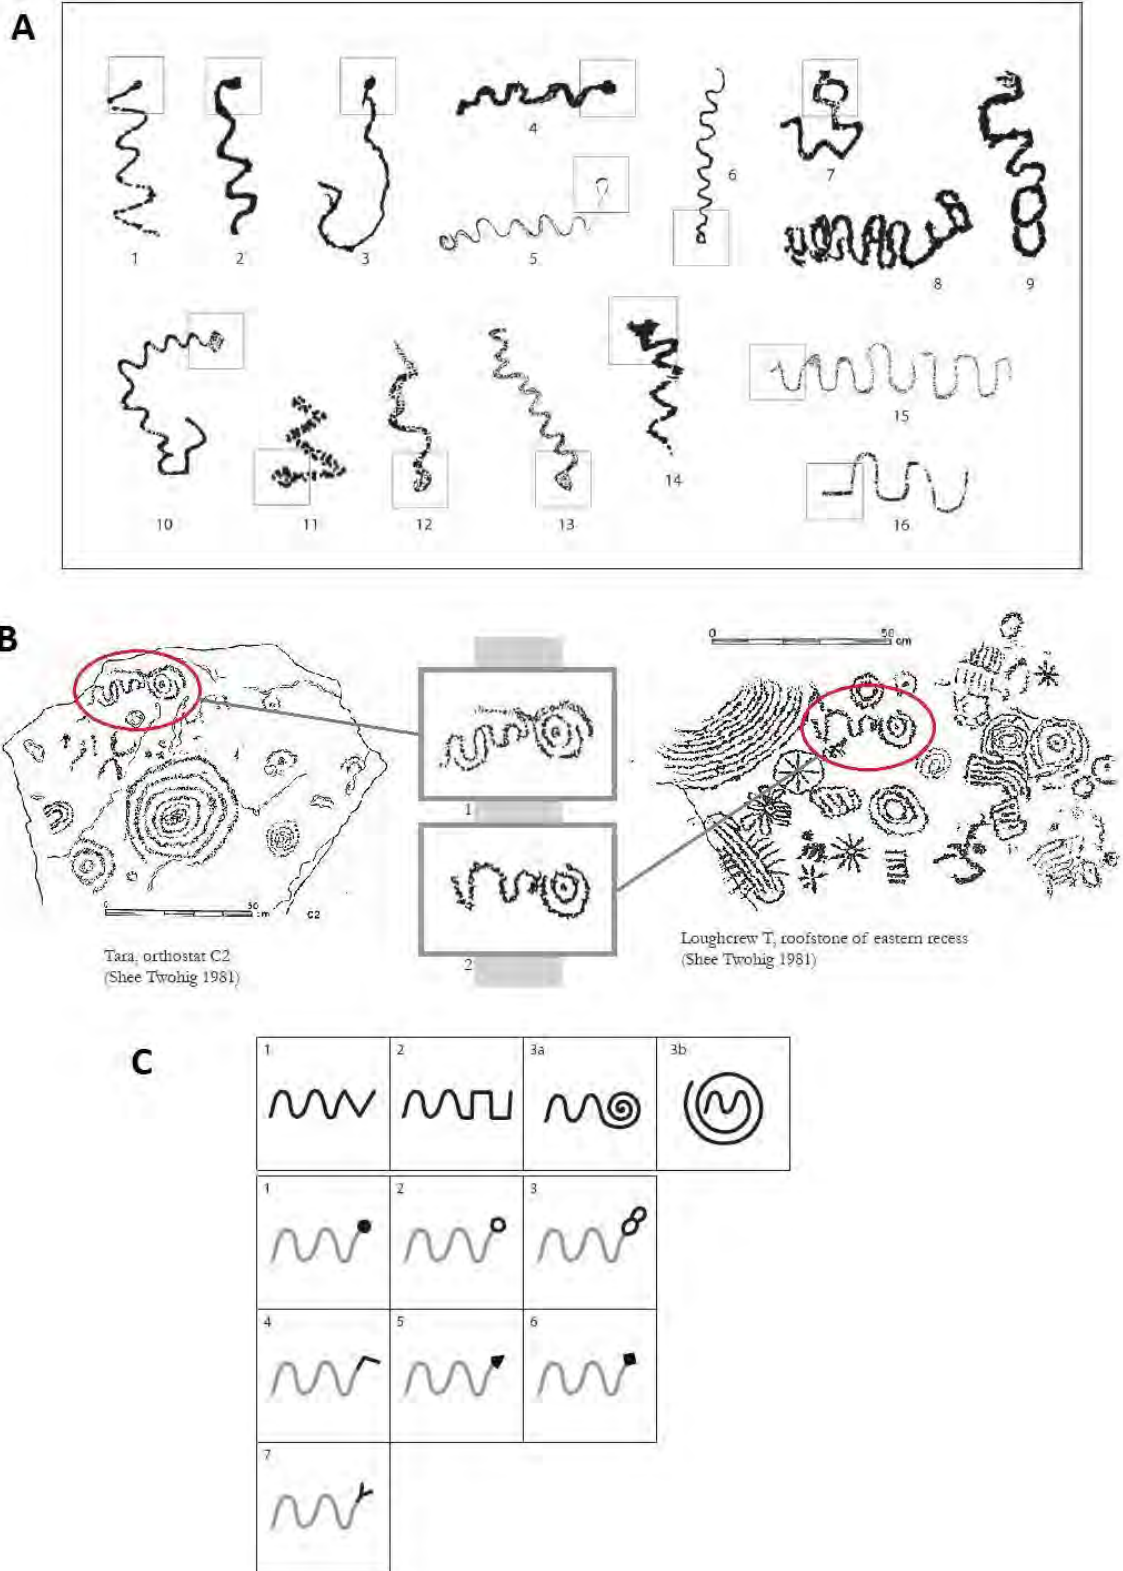 A
1
2
3
4
5
6
7
8
9
10
11
12
13
14
15
16
B
0
50
cm
C2
Tara, orthostat C2
(Shee Twohig 1981)
1
2
0
50
cm
Loughcrew T, roofstone of eastern recess
(Shee Twohig 1981)
C
1
2
3a
3b
1
2
3
4
5
6
7